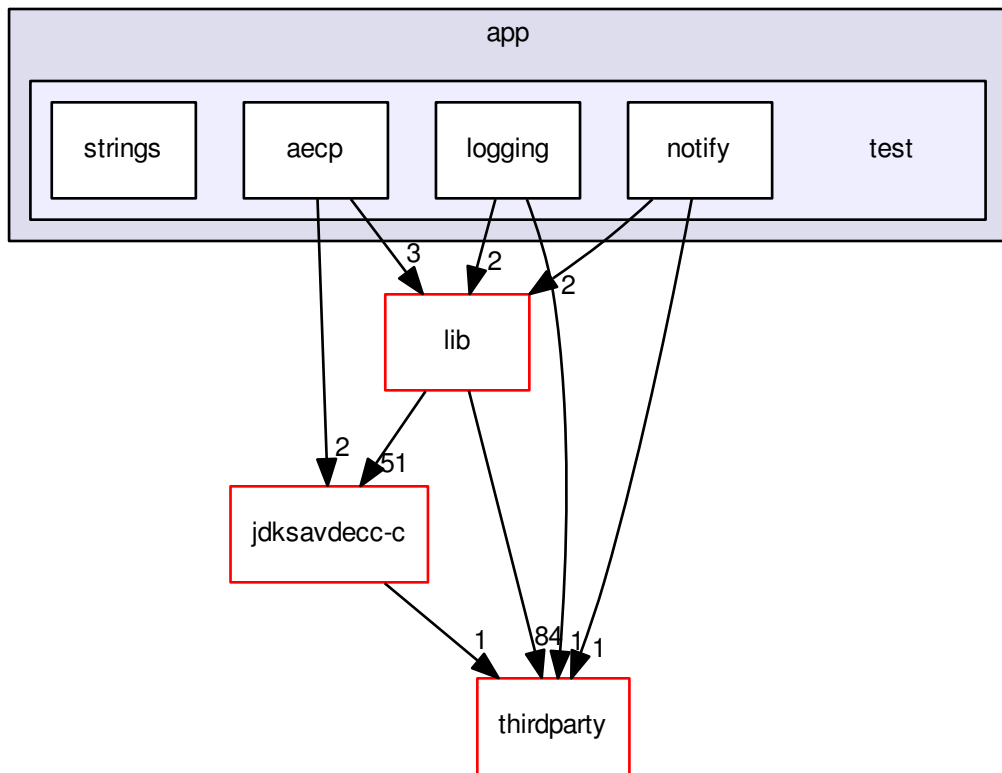 app
strings
aecp
logging
notify
test
3
2
2
lib
2
51
jdksavdecc-c
1
84
1
1
thirdparty